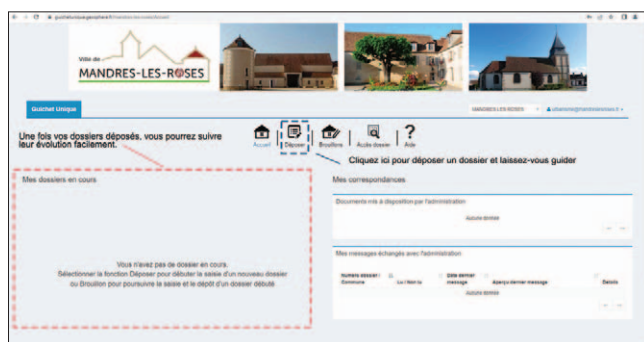 Ville de
MANDRES-LES-ROSES
Guichet Unique
MANDRES-LES-ROSES
Une fois vos dossiers déposés, vous pourrez suivre
leur évolution facilement.
Accueil
Déposer
Brouillons
Accès dossier
?
Aide
Cliquez ici pour déposer un dossier et laissez-vous guider
Mes dossiers en cours
Vous n'avez pas de dossier en cours.
Sélectionner la fonction Déposer pour débuter la saisie d'un nouveau dossier
ou Brouillon pour poursuivre la saisie et le dépôt d'un dossier débuté
Mes correspondances
Documents mis à disposition par l'administration
Aucune donnée
Mes messages échangés avec l'administration
Numéro dossier /
Commune
Lu / Non lu
Date dernier
message
Aperçu dernier message
Détails
Aucune donnée